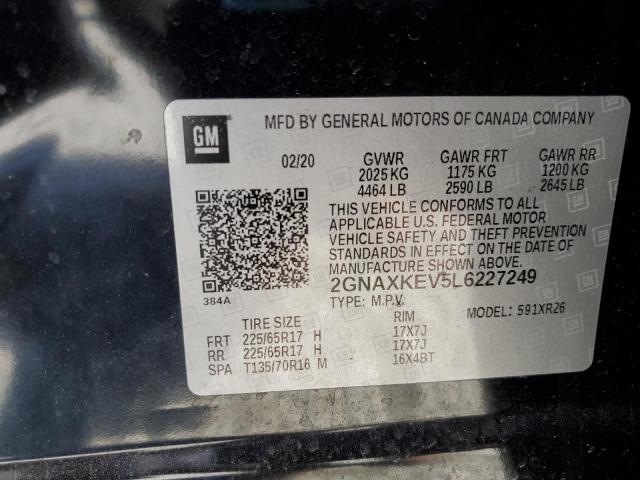 GM
MFD BY GENERAL MOTORS OF CANADA COMPANY
02/20 GVWR GAWR FRT GAWR RR
2025 KG 1175 KG 1200 KG
4464 LB 2590 LB 2645 LB
THIS VEHICLE CONFORMS TO ALL
APPLICABLE U.S. FEDERAL MOTOR
VEHICLE SAFETY AND THEFT PREVENTION
STANDARDS IN EFFECT ON THE DATE OF
MANUFACTURE SHOWN ABOVE.
384A 2GNAXKEV5L6227249
TYPE: M.P.V. MODEL: 591XR26
TIRE SIZE RIM
FRT 225/65R17 H 17X7J
RR 225/65R17 H 17X7J
SPA T135/70R16 M 16X4BT